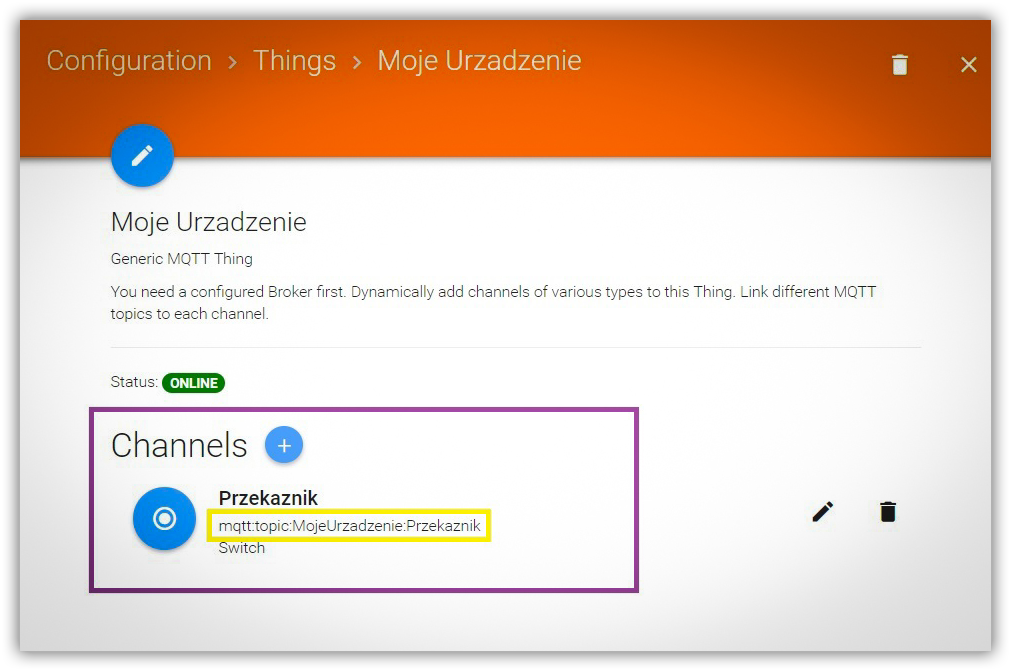 Configuration › Things › Moje Urzadzenie
Moje Urzadzenie
Generic MQTT Thing
You need a configured Broker first. Dynamically add channels of various types to this Thing. Link different MQTT
topics to each channel.
Status: ONLINE
Channels +
Przekaznik
mqtt:topic:MojeUrzadzenie:Przekaznik
Switch